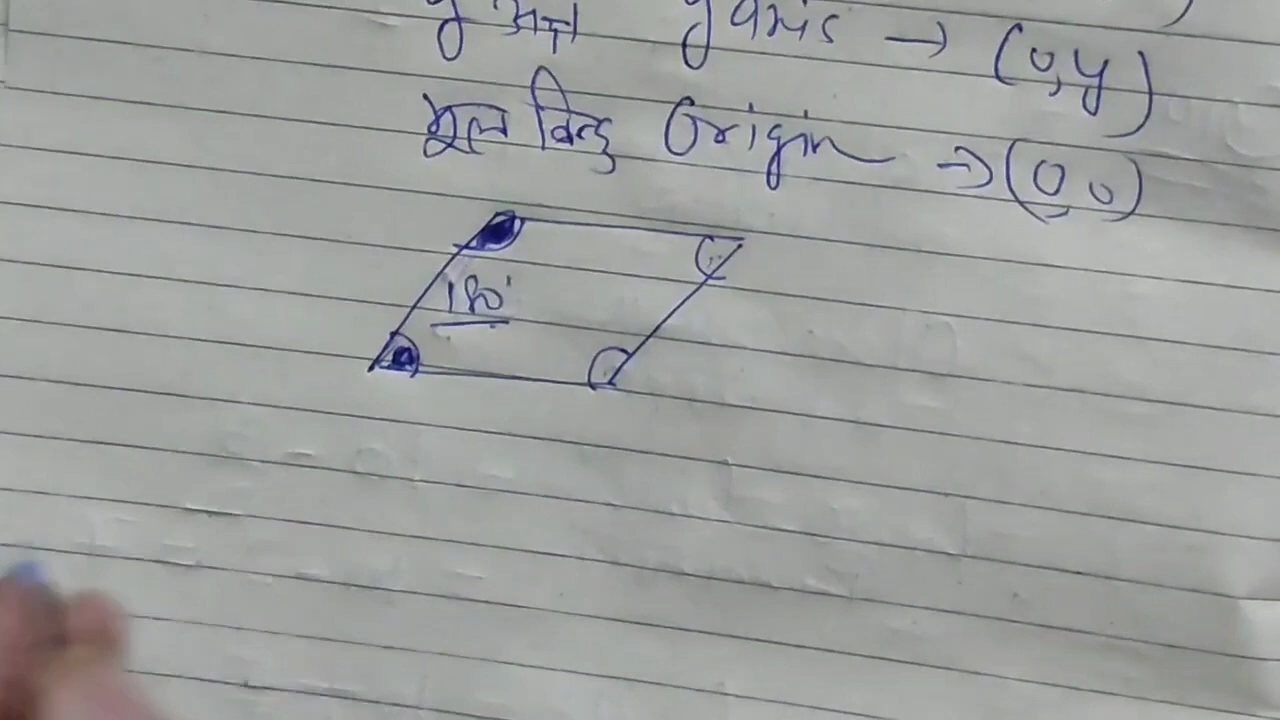 y अक्ष y axis → (0,y)
मूल बिन्दु Origin → (0 0)
180°